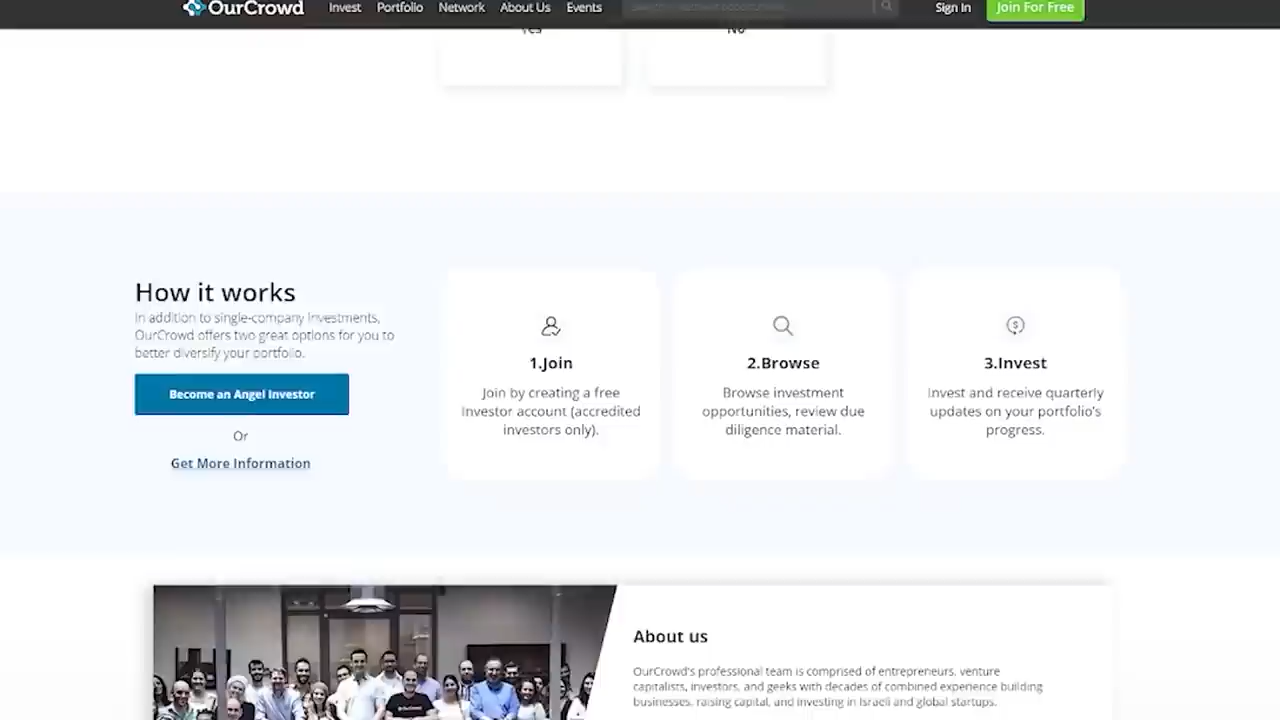 OurCrowd
Invest
Portfolio
Network
About Us
Events
Sign In
Join For Free
Yes
No
How it works
In addition to single-company investments,
OurCrowd offers two great options for you to
better diversify your portfolio.
Become an Angel Investor
Or
Get More Information
1.Join
Join by creating a free
investor account (accredited
investors only).
2.Browse
Browse investment
opportunities, review due
diligence material.
3.Invest
Invest and receive quarterly
updates on your portfolio's
progress.
About us
OurCrowd's professional team is comprised of entrepreneurs, venture
capitalists, investors, and geeks with decades of combined experience building
businesses, raising capital, and investing in Israeli and global startups.